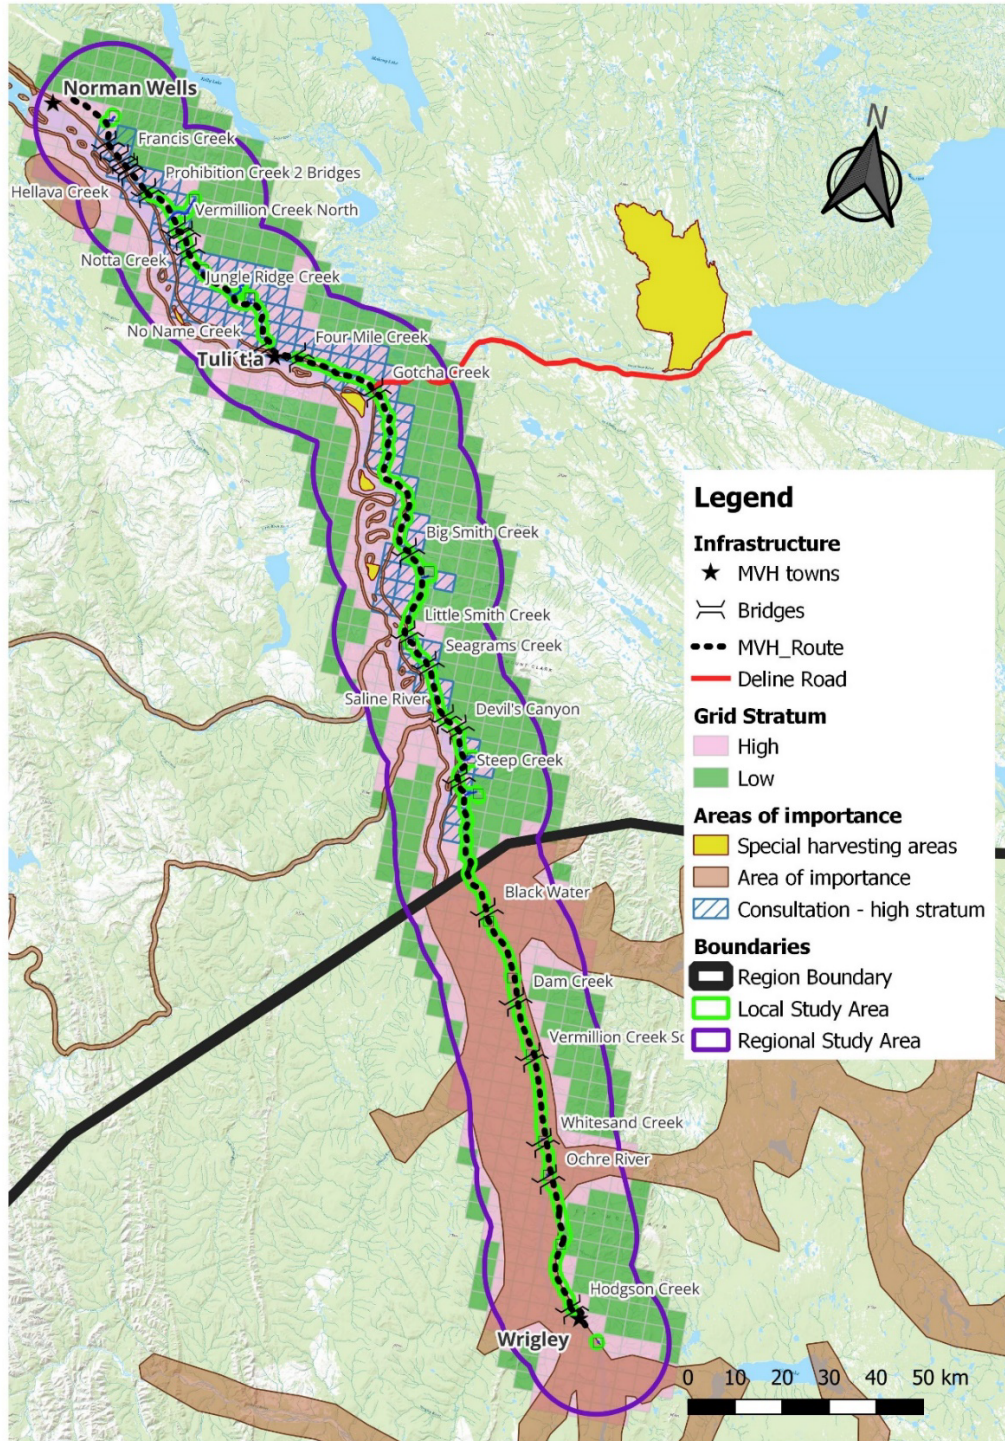 Norman Wells
Francis Creek
Prohibition Creek 2 Bridges
Hellava Creek
Vermillion Creek North
Notta Creek
Jungle Ridge Creek
No Name Creek
Four Mile Creek
Tulı́t'a
Gotcha Creek
Big Smith Creek
Little Smith Creek
Seagrams Creek
Saline River
Devil's Canyon
Steep Creek
Black Water
Dam Creek
Vermillion Creek So
Whitesand Creek
Ochre River
Hodgson Creek
Wrigley
N
Legend
Infrastructure
MVH towns
Bridges
MVH_Route
Deline Road
Grid Stratum
High
Low
Areas of importance
Special harvesting areas
Area of importance
Consultation - high stratum
Boundaries
Region Boundary
Local Study Area
Regional Study Area
0 10 20 30 40 50 km